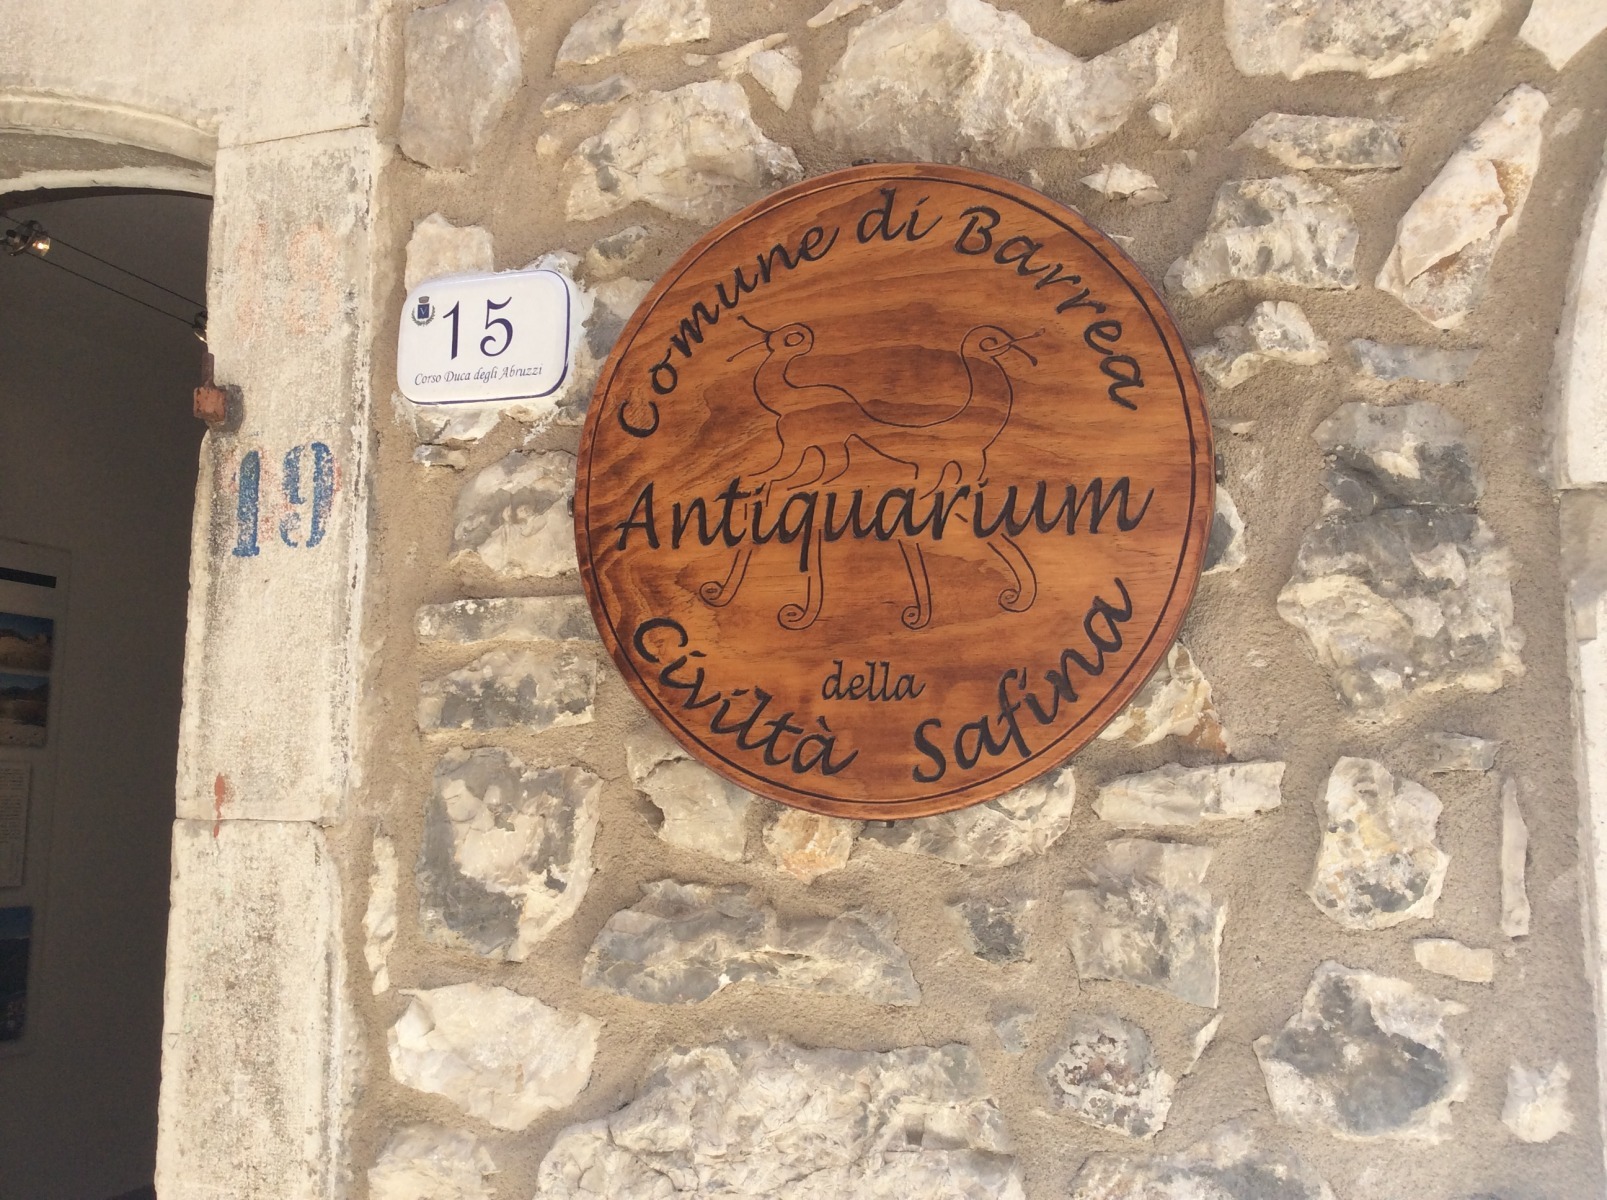 15
Corso Duca degli Abruzzi
19
Comune di Barrea
Antiquarium
della
Civiltà Safina